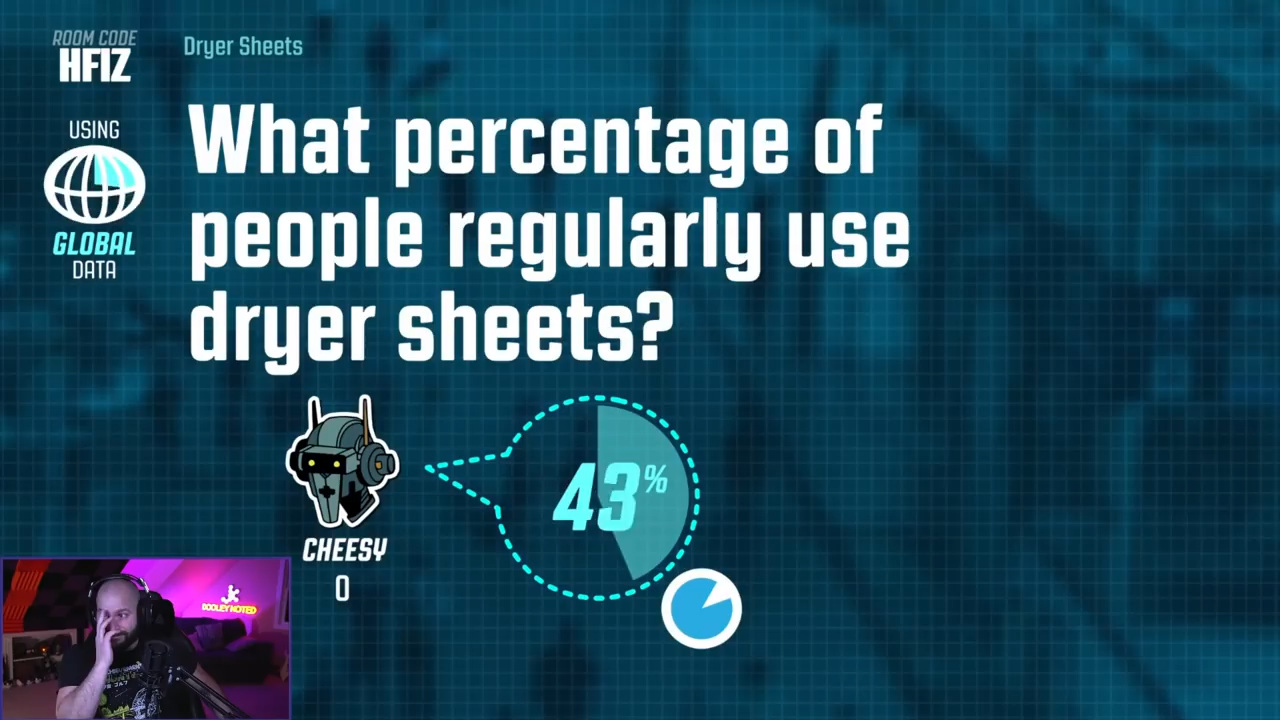 ROOM CODE
HFIZ
Dryer Sheets
USING
GLOBAL
DATA
What percentage of
people regularly use
dryer sheets?
43%
CHEESY
0
DOOLEYNOTED